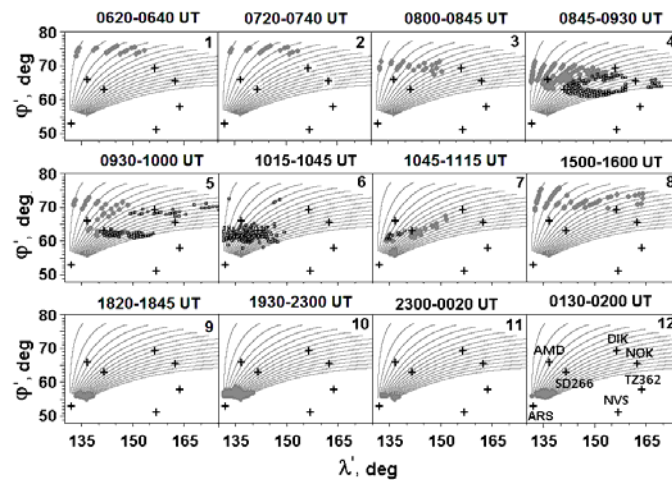 0620-0640 UT 0720-0740 UT 0800-0845 UT 0845-0930 UT
80 1 2 3 4
70
60
50
φ', deg
0930-1000 UT 1015-1045 UT 1045-1115 UT 1500-1600 UT
80 5 6 7 8
70
60
50
φ', deg
1820-1845 UT 1930-2300 UT 2300-0020 UT 0130-0200 UT
80 9 10 11 12
DIK
70 AMD NOK
SD266
60 TZ362
NVS
50 ARS
φ', deg
135 150 165 135 150 165 135 150 165 135 150 165
λ', deg